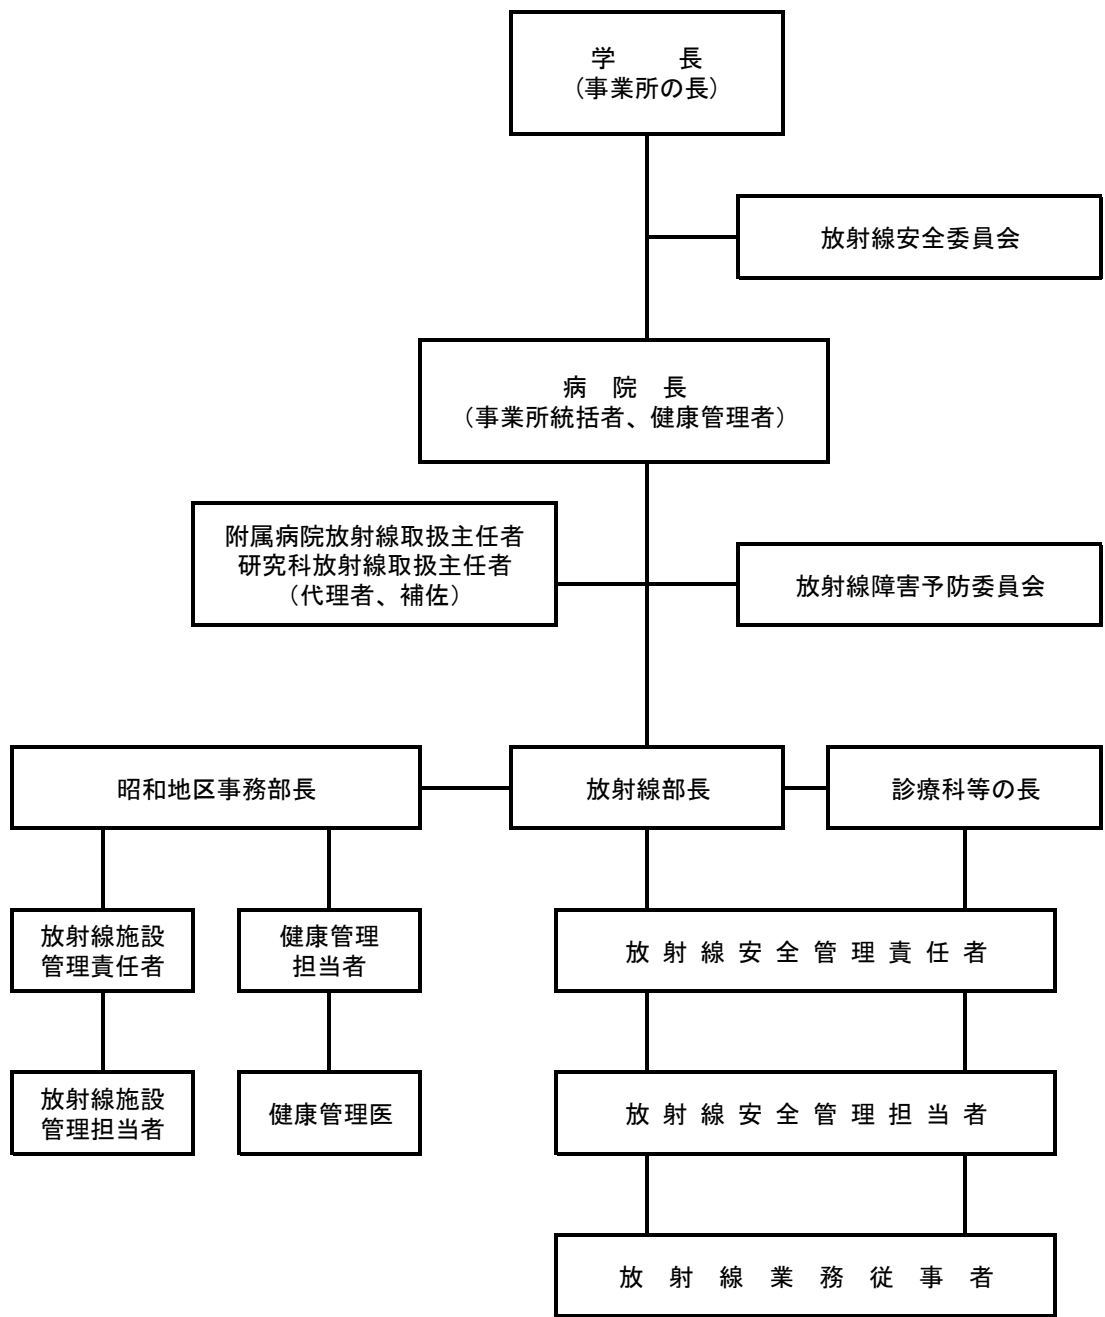 学　　長
（事業所の長）
放射線安全委員会
病　院　長
（事業所統括者、健康管理者）
附属病院放射線取扱主任者
研究科放射線取扱主任者
（代理者、補佐）
放射線障害予防委員会
昭和地区事務部長
放射線部長
診療科等の長
放射線施設
管理責任者
健康管理
担当者
放射線安全管理責任者
放射線施設
管理担当者
健康管理医
放射線安全管理担当者
放射線業務従事者